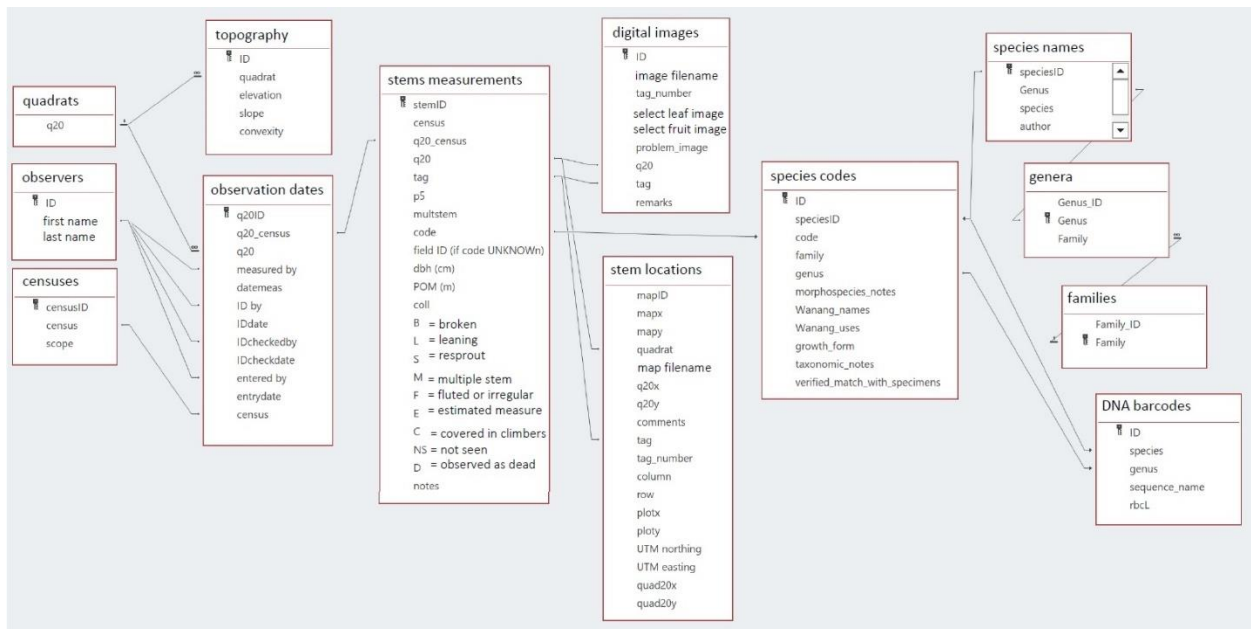 quadrats
q20
observers
ID
first name
last name
censuses
censusID
census
scope
topography
ID
quadrat
elevation
slope
convexity
observation dates
q20ID
q20_census
q20
measured by
datemeas
ID by
IDdate
IDcheckedby
IDcheckdate
entered by
entrydate
census
stems measurements
stemID
census
q20_census
q20
tag
p5
multstem
code
field ID (if code UNKNOWn)
dbh (cm)
POM (m)
coll
B = broken
L = leaning
S = resprout
M = multiple stem
F = fluted or irregular
E = estimated measure
C = covered in climbers
NS = not seen
D = observed as dead
notes
digital images
ID
image filename
tag_number
select leaf image
select fruit image
problem_image
q20
tag
remarks
stem locations
mapID
mapx
mapy
quadrat
map filename
q20x
q20y
comments
tag
tag_number
column
row
plotx
ploty
UTM northing
UTM easting
quad20x
quad20y
species codes
ID
speciesID
code
family
genus
morphospecies_notes
Wanang_names
Wanang_uses
growth_form
taxonomic_notes
verified_match_with_specimens
species names
speciesID
Genus
species
author
genera
Genus_ID
Genus
Family
families
Family_ID
Family
DNA barcodes
ID
species
genus
sequence_name
rbcL